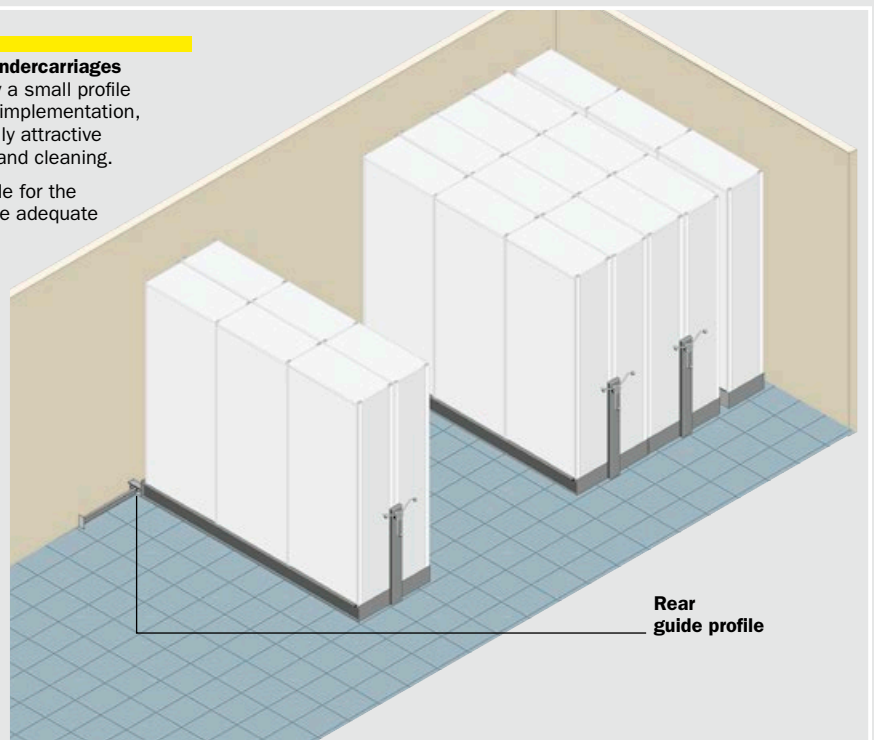 ndercarriages
a small profile
implementation,
ly attractive
and cleaning.
le for the
e adequate
Rear
guide profile